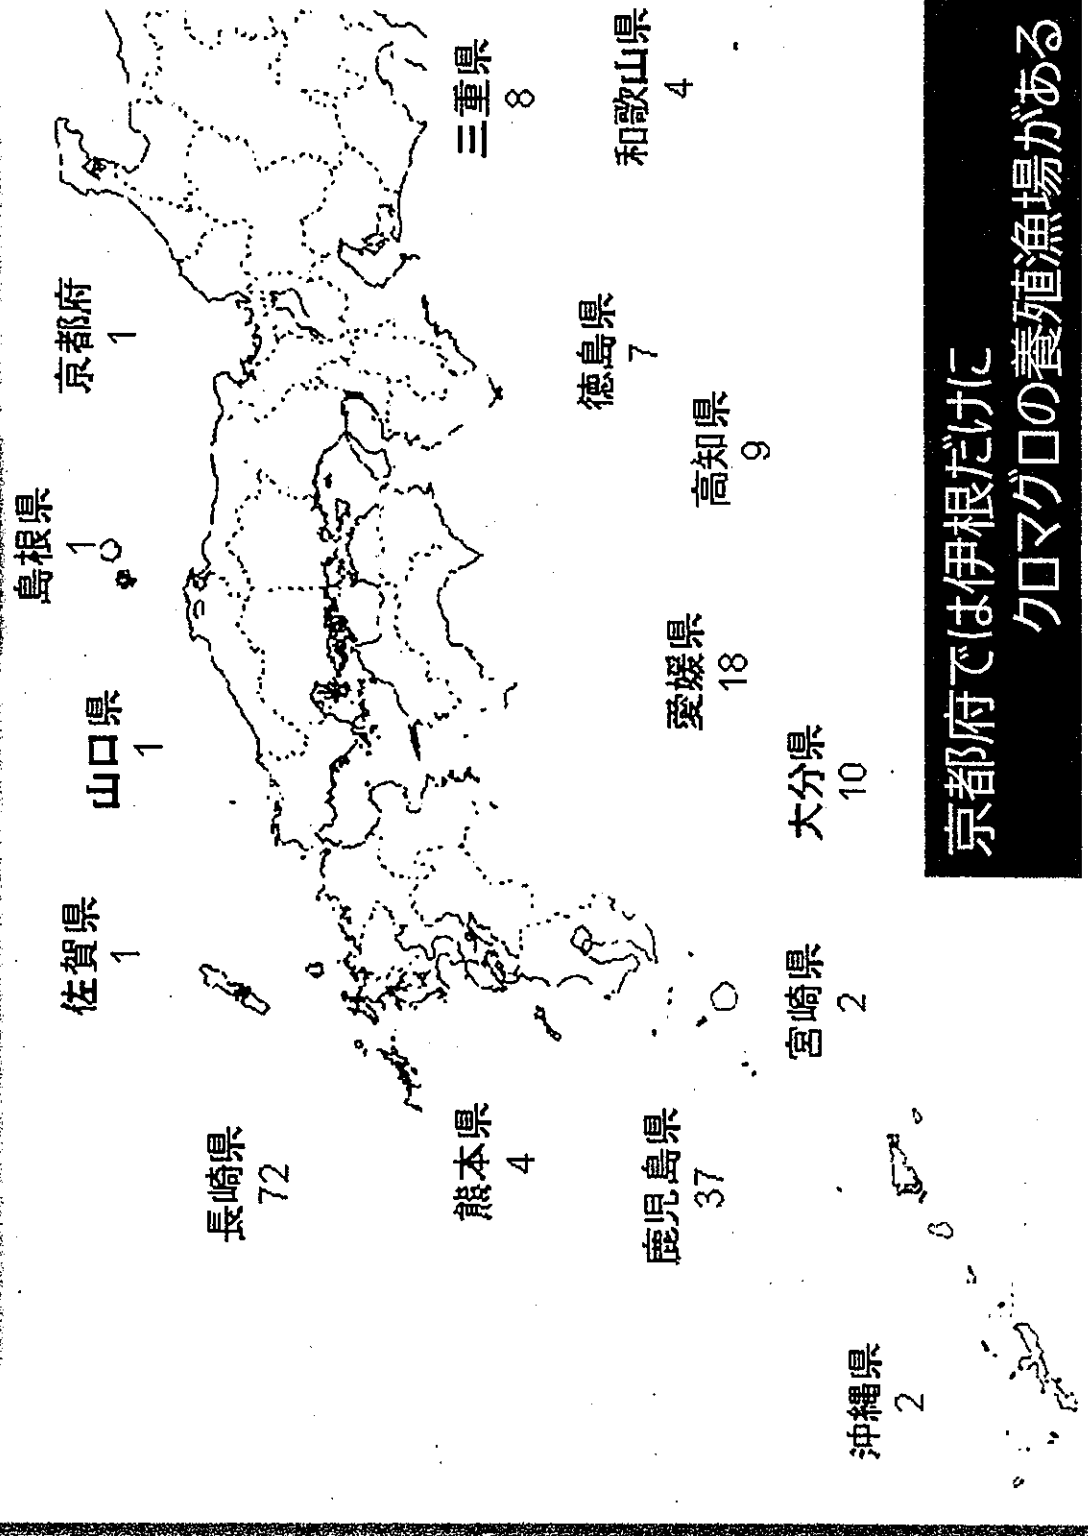 島根県
1
京都府
1
山口県
1
佐賀県
1
長崎県
72
三重県
8
熊本県
4
和歌山県
4
徳島県
7
高知県
9
愛媛県
18
鹿児島県
37
大分県
10
宮崎県
2
沖縄県
2
京都府では伊根だけに
クロマグロの養殖漁場がある